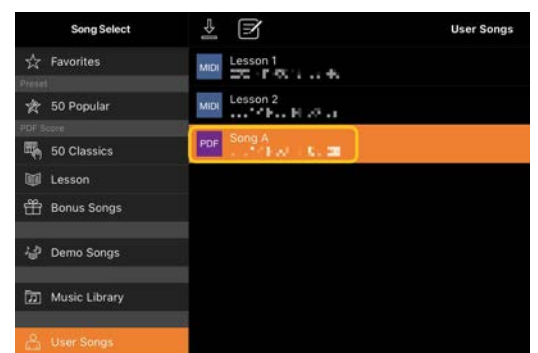 Song Select
User Songs
Favorites
Preset
50 Popular
PDF Score
50 Classics
Lesson
Bonus Songs
Demo Songs
Music Library
User Songs
MIDI Lesson 1
MIDI Lesson 2
PDF Song A